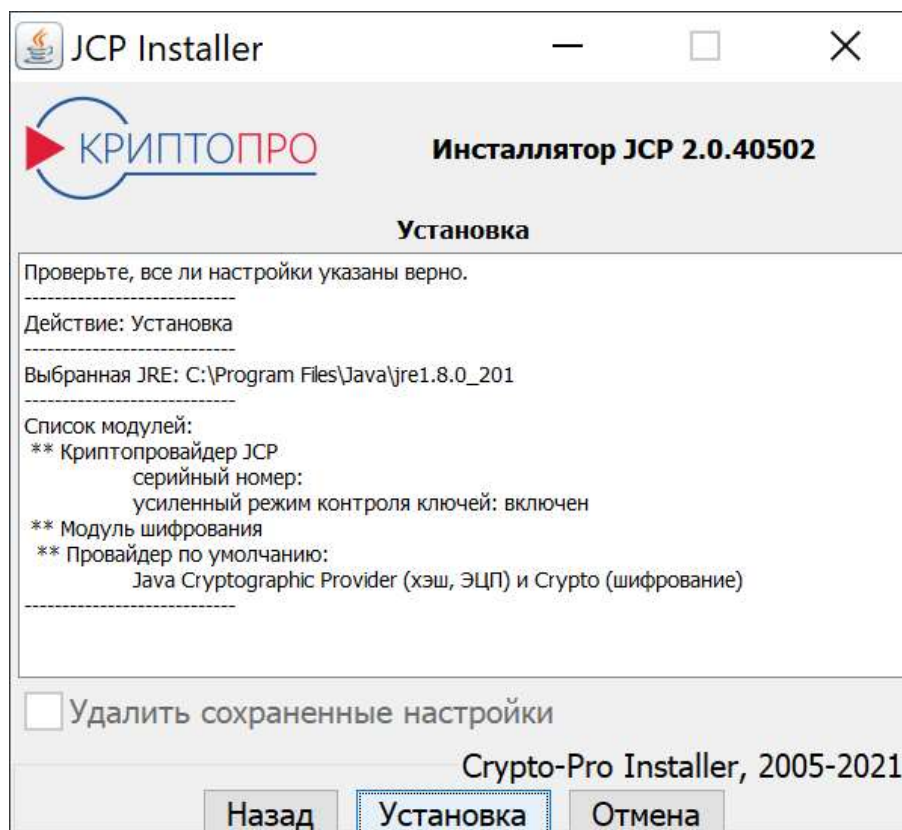 JCP Installer
КРИПТОПРО
Инсталлятор JCP 2.0.40502
Установка
Проверьте, все ли настройки указаны верно.
----------------------------
Действие: Установка
----------------------------
Выбранная JRE: C:\Program Files\Java\jre1.8.0_201
----------------------------
Список модулей:
** Криптопровайдер JCP
серийный номер:
усиленный режим контроля ключей: включен
** Модуль шифрования
** Провайдер по умолчанию:
Java Cryptographic Provider (хэш, ЭЦП) и Crypto (шифрование)
----------------------------
Удалить сохраненные настройки
Crypto-Pro Installer, 2005-2021
Назад Установка Отмена